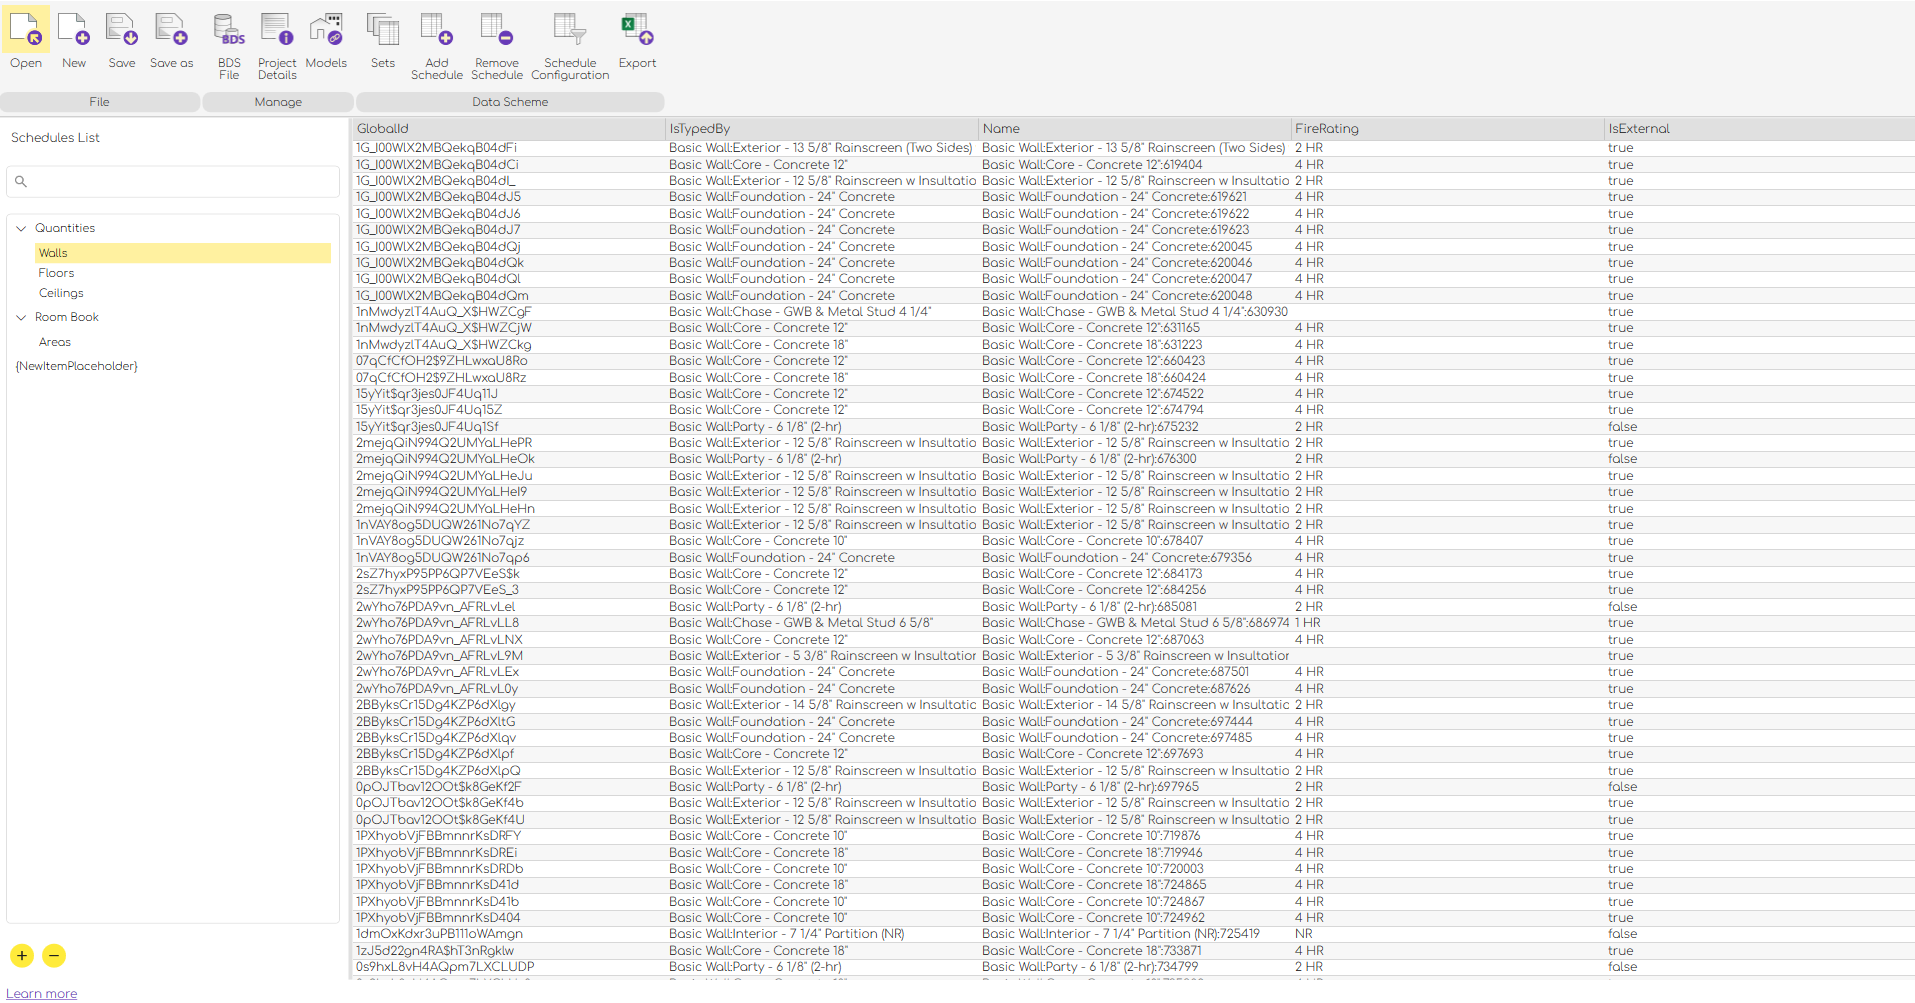 Open New Save Save as BDS File Project Details Models Sets Add Schedule Remove Schedule Schedule Configuration Export
BDS
File Manage Data Scheme
Schedules List
Quantities
Walls
Floors
Ceilings
Room Book
Areas
{NewItemPlaceholder}
Learn more
GlobalId IsTypedBy Name FireRating IsExternal
1G_I00WlX2MBQekqB04dFi Basic Wall:Exterior - 13 5/8" Rainscreen (Two Sides) Basic Wall:Exterior - 13 5/8" Rainscreen (Two Sides) 2 HR true
1G_I00WlX2MBQekqB04dCi Basic Wall:Core - Concrete 12" Basic Wall:Core - Concrete 12":619404 4 HR true
1G_I00WlX2MBQekqB04dI_ Basic Wall:Exterior - 12 5/8" Rainscreen w Insultatio Basic Wall:Exterior - 12 5/8" Rainscreen w Insultatio 2 HR true
1G_I00WlX2MBQekqB04dJ5 Basic Wall:Foundation - 24" Concrete Basic Wall:Foundation - 24" Concrete:619621 4 HR true
1G_I00WlX2MBQekqB04dJ6 Basic Wall:Foundation - 24" Concrete Basic Wall:Foundation - 24" Concrete:619622 4 HR true
1G_I00WlX2MBQekqB04dJ7 Basic Wall:Foundation - 24" Concrete Basic Wall:Foundation - 24" Concrete:619623 4 HR true
1G_I00WlX2MBQekqB04dQj Basic Wall:Foundation - 24" Concrete Basic Wall:Foundation - 24" Concrete:620045 4 HR true
1G_I00WlX2MBQekqB04dQk Basic Wall:Foundation - 24" Concrete Basic Wall:Foundation - 24" Concrete:620046 4 HR true
1G_I00WlX2MBQekqB04dQl Basic Wall:Foundation - 24" Concrete Basic Wall:Foundation - 24" Concrete:620047 4 HR true
1G_I00WlX2MBQekqB04dQm Basic Wall:Foundation - 24" Concrete Basic Wall:Foundation - 24" Concrete:620048 4 HR true
1nMwdyzlT4AuQ_X$HWZCgF Basic Wall:Chase - GWB & Metal Stud 4 1/4" Basic Wall:Chase - GWB & Metal Stud 4 1/4":630930 true
1nMwdyzlT4AuQ_X$HWZCjW Basic Wall:Core - Concrete 12" Basic Wall:Core - Concrete 12":631165 4 HR true
1nMwdyzlT4AuQ_X$HWZCkg Basic Wall:Core - Concrete 18" Basic Wall:Core - Concrete 18":631223 4 HR true
07qCfCfOH2$9ZHLwxaU8Ro Basic Wall:Core - Concrete 12" Basic Wall:Core - Concrete 12":660423 4 HR true
07qCfCfOH2$9ZHLwxaU8Rz Basic Wall:Core - Concrete 18" Basic Wall:Core - Concrete 18":660424 4 HR true
15yYit$qr3jes0JF4Uq11J Basic Wall:Core - Concrete 12" Basic Wall:Core - Concrete 12":674522 4 HR true
15yYit$qr3jes0JF4Uq15Z Basic Wall:Core - Concrete 12" Basic Wall:Core - Concrete 12":674794 4 HR true
15yYit$qr3jes0JF4Uq1Sf Basic Wall:Party - 6 1/8" (2-hr) Basic Wall:Party - 6 1/8" (2-hr):675232 2 HR false
2mejqQiN994Q2UMYaLHePR Basic Wall:Exterior - 12 5/8" Rainscreen w Insultatio Basic Wall:Exterior - 12 5/8" Rainscreen w Insultatio 2 HR true
2mejqQiN994Q2UMYaLHeOk Basic Wall:Party - 6 1/8" (2-hr) Basic Wall:Party - 6 1/8" (2-hr):676300 2 HR false
2mejqQiN994Q2UMYaLHeJu Basic Wall:Exterior - 12 5/8" Rainscreen w Insultatio Basic Wall:Exterior - 12 5/8" Rainscreen w Insultatio 2 HR true
2mejqQiN994Q2UMYaLHeI9 Basic Wall:Exterior - 12 5/8" Rainscreen w Insultatio Basic Wall:Exterior - 12 5/8" Rainscreen w Insultatio 2 HR true
2mejqQiN994Q2UMYaLHeHn Basic Wall:Exterior - 12 5/8" Rainscreen w Insultatio Basic Wall:Exterior - 12 5/8" Rainscreen w Insultatio 2 HR true
1nVAY8og5DUQW261No7qYZ Basic Wall:Exterior - 12 5/8" Rainscreen w Insultatio Basic Wall:Exterior - 12 5/8" Rainscreen w Insultatio 2 HR true
1nVAY8og5DUQW261No7qjz Basic Wall:Core - Concrete 10" Basic Wall:Core - Concrete 10":678407 4 HR true
1nVAY8og5DUQW261No7qp6 Basic Wall:Foundation - 24" Concrete Basic Wall:Foundation - 24" Concrete:679356 4 HR true
2sZ7hyxP95PP6QP7VEeS$k Basic Wall:Core - Concrete 12" Basic Wall:Core - Concrete 12":684173 4 HR true
2sZ7hyxP95PP6QP7VEeS_3 Basic Wall:Core - Concrete 12" Basic Wall:Core - Concrete 12":684256 4 HR true
2wYho76PDA9vn_AFRLvLel Basic Wall:Party - 6 1/8" (2-hr) Basic Wall:Party - 6 1/8" (2-hr):685081 2 HR false
2wYho76PDA9vn_AFRLvLL8 Basic Wall:Chase - GWB & Metal Stud 6 5/8" Basic Wall:Chase - GWB & Metal Stud 6 5/8":686974 1 HR true
2wYho76PDA9vn_AFRLvLNX Basic Wall:Core - Concrete 12" Basic Wall:Core - Concrete 12":687063 4 HR true
2wYho76PDA9vn_AFRLvL9M Basic Wall:Exterior - 5 3/8" Rainscreen w Insultation Basic Wall:Exterior - 5 3/8" Rainscreen w Insultation true
2wYho76PDA9vn_AFRLvLEx Basic Wall:Foundation - 24" Concrete Basic Wall:Foundation - 24" Concrete:687501 4 HR true
2wYho76PDA9vn_AFRLvL0y Basic Wall:Foundation - 24" Concrete Basic Wall:Foundation - 24" Concrete:687626 4 HR true
2BByksCr15Dg4KZP6dXlgy Basic Wall:Exterior - 14 5/8" Rainscreen w Insultatio Basic Wall:Exterior - 14 5/8" Rainscreen w Insultatio 2 HR true
2BByksCr15Dg4KZP6dXltG Basic Wall:Foundation - 24" Concrete Basic Wall:Foundation - 24" Concrete:697444 4 HR true
2BByksCr15Dg4KZP6dXlqv Basic Wall:Foundation - 24" Concrete Basic Wall:Foundation - 24" Concrete:697485 4 HR true
2BByksCr15Dg4KZP6dXlpf Basic Wall:Core - Concrete 12" Basic Wall:Core - Concrete 12":697693 4 HR true
2BByksCr15Dg4KZP6dXlpQ Basic Wall:Exterior - 12 5/8" Rainscreen w Insultatio Basic Wall:Exterior - 12 5/8" Rainscreen w Insultatio 2 HR true
0pOJTbav12OOt$k8GeKf2F Basic Wall:Party - 6 1/8" (2-hr) Basic Wall:Party - 6 1/8" (2-hr):697965 2 HR false
0pOJTbav12OOt$k8GeKf4b Basic Wall:Exterior - 12 5/8" Rainscreen w Insultatio Basic Wall:Exterior - 12 5/8" Rainscreen w Insultatio 2 HR true
0pOJTbav12OOt$k8GeKf4U Basic Wall:Exterior - 12 5/8" Rainscreen w Insultatio Basic Wall:Exterior - 12 5/8" Rainscreen w Insultatio 2 HR true
1PXhyobVjFBBmnnrKsDRFY Basic Wall:Core - Concrete 10" Basic Wall:Core - Concrete 10":719876 4 HR true
1PXhyobVjFBBmnnrKsDREi Basic Wall:Core - Concrete 18" Basic Wall:Core - Concrete 18":719946 4 HR true
1PXhyobVjFBBmnnrKsDRDb Basic Wall:Core - Concrete 10" Basic Wall:Core - Concrete 10":720003 4 HR true
1PXhyobVjFBBmnnrKsD41d Basic Wall:Core - Concrete 18" Basic Wall:Core - Concrete 18":724865 4 HR true
1PXhyobVjFBBmnnrKsD41b Basic Wall:Core - Concrete 10" Basic Wall:Core - Concrete 10":724867 4 HR true
1PXhyobVjFBBmnnrKsD404 Basic Wall:Core - Concrete 10" Basic Wall:Core - Concrete 10":724962 4 HR true
1dmOxKdxr3uPB111oWAmgn Basic Wall:Interior - 7 1/4" Partition (NR) Basic Wall:Interior - 7 1/4" Partition (NR):725419 NR false
1zJ5d22gn4RA$hT3nRgklw Basic Wall:Core - Concrete 18" Basic Wall:Core - Concrete 18":733871 4 HR true
0s9hxL8vH4AQpm7LXCLUDP Basic Wall:Party - 6 1/8" (2-hr) Basic Wall:Party - 6 1/8" (2-hr):734799 2 HR false